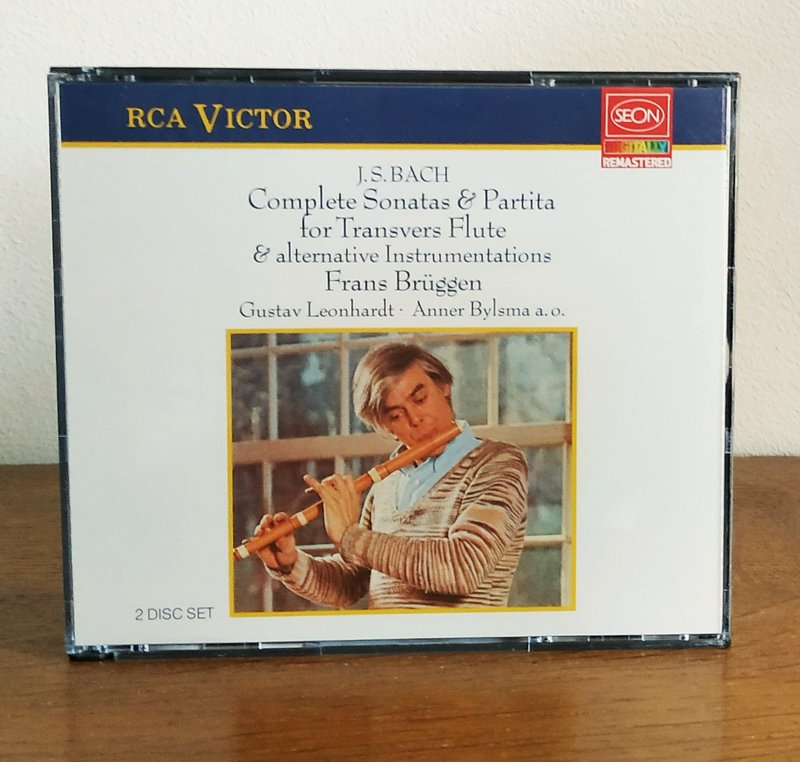 RCA VICTOR
SEON
DIGITALLY
REMASTERED
J. S. BACH
Complete Sonatas & Partita
for Transvers Flute
& alternative Instrumentations
Frans Brüggen
Gustav Leonhardt · Anner Bylsma a. o.
2 DISC SET